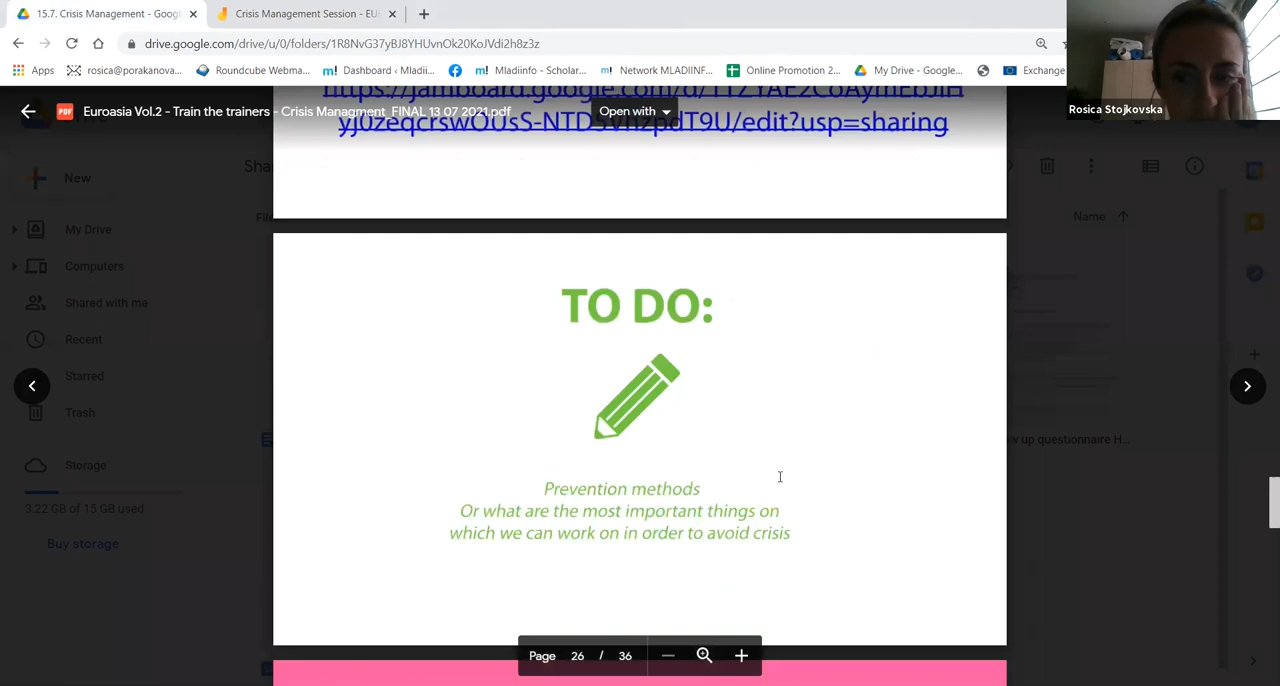 15.7. Crisis Management - Goog
Crisis Management Session - EU
drive.google.com/drive/u/0/folders/1R8NvG37yBJ8YHUvnOk20KoJVdi2h8z3z
Apps
rosica@porakanova...
Roundcube Webma...
Dashboard ‹ Mladii...
Mladiinfo - Scholar...
Network MLADIINF...
Online Promotion 2...
My Drive - Google...
Exchange
Rosica Stojkovska
PDF
Euroasia Vol.2 - Train the trainers - Crisis Managment_FINAL_13 07 2021.pdf
Open with
New
My Drive
Computers
Shared with me
Recent
Starred
Trash
Storage
3.22 GB of 15 GB used
Buy storage
Name
TO DO:
Prevention methods
Or what are the most important things on
which we can work on in order to avoid crisis
Page 26 / 36